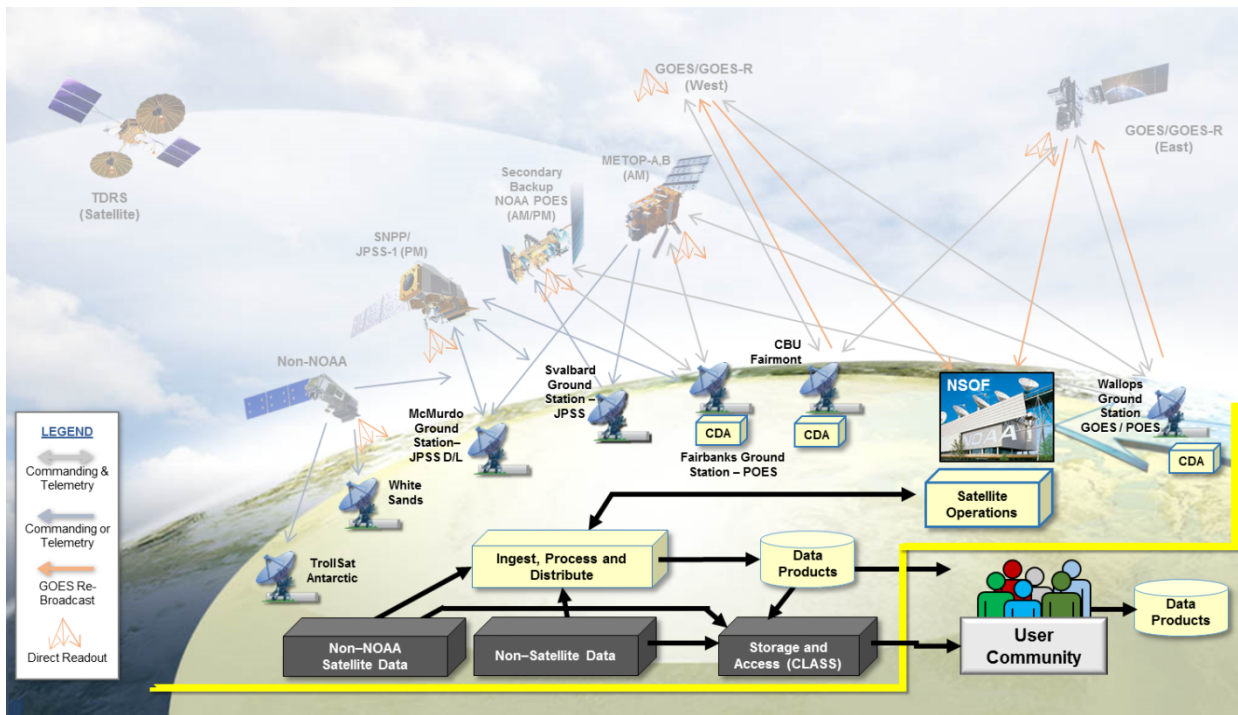 GOES/GOES-R
(West)
GOES/GOES-R
(East)
TDRS
(Satellite)
METOP-A,B
(AM)
Secondary
Backup
NOAA POES
(AM/PM)
SNPP/
JPSS-1 (PM)
Non-NOAA
CBU
Fairmont
Svalbard
Ground
Station –
JPSS
McMurdo
Ground
Station–
JPSS D/L
NSOF
NOAA
Wallops
Ground
Station
GOES / POES
CDA
CDA
CDA
Fairbanks Ground
Station – POES
White
Sands
TrollSat
Antarctic
LEGEND
Commanding &
Telemetry
Commanding or
Telemetry
GOES Re-
Broadcast
Direct Readout
Satellite
Operations
Ingest, Process and
Distribute
Data
Products
Data
Products
Non–NOAA
Satellite Data
Non–Satellite Data
Storage and
Access (CLASS)
User
Community